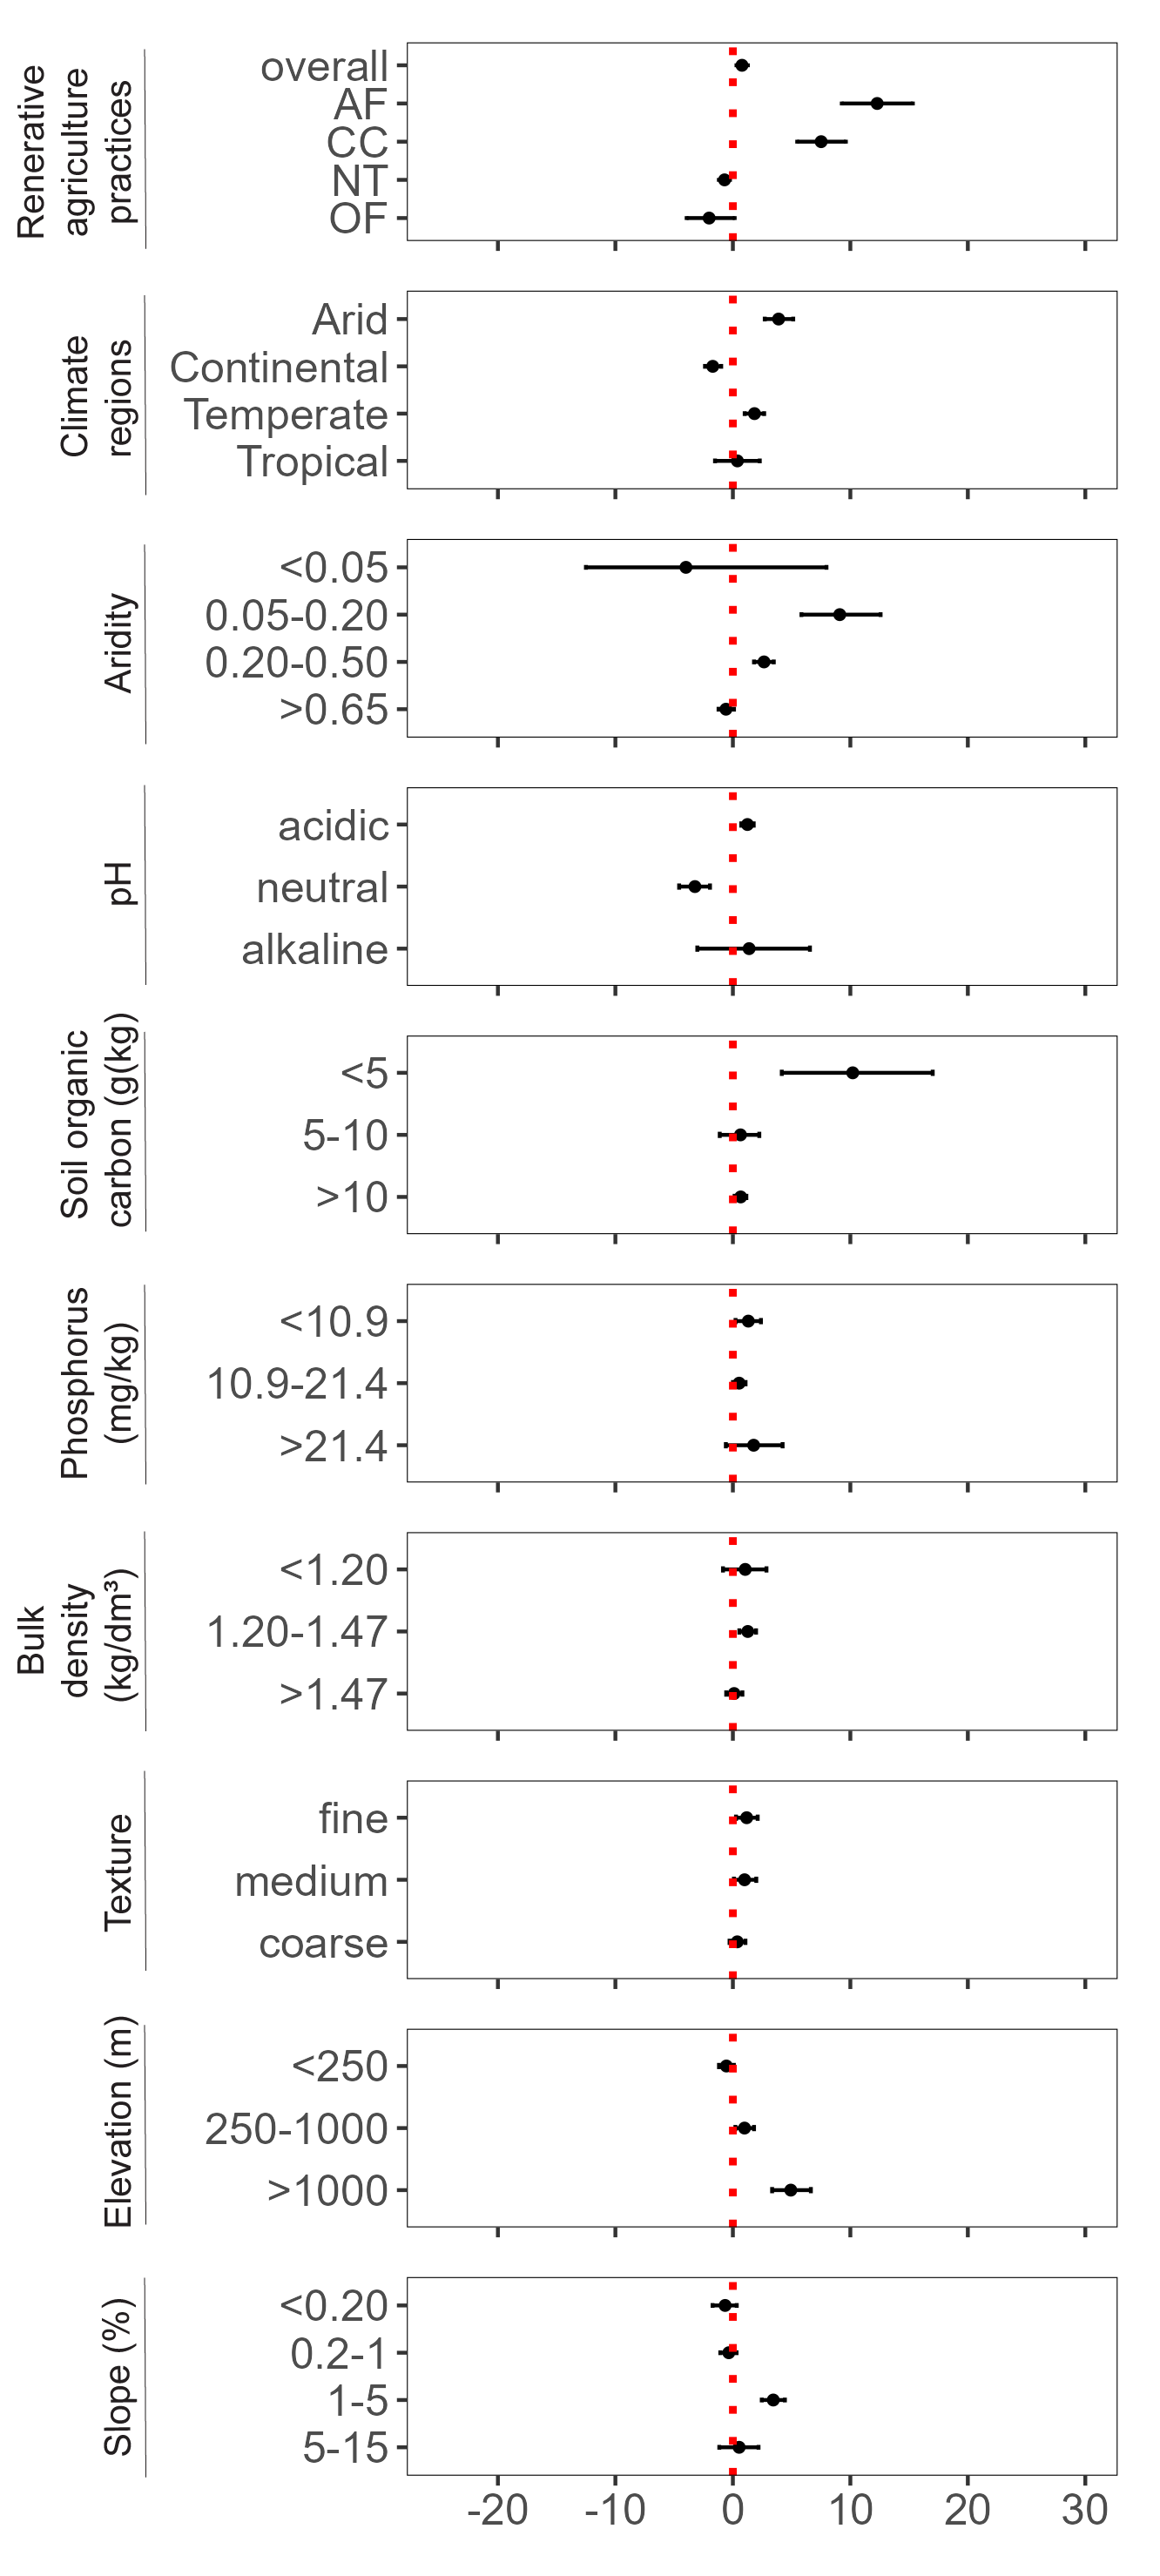 Renerative
agriculture
practices
overall
AF
CC
NT
OF
Climate
regions
Arid
Continental
Temperate
Tropical
Aridity
<0.05
0.05-0.20
0.20-0.50
>0.65
pH
acidic
neutral
alkaline
Soil organic
carbon (g(kg)
<5
5-10
>10
Phosphorus
(mg/kg)
<10.9
10.9-21.4
>21.4
Bulk
density
(kg/dm³)
<1.20
1.20-1.47
>1.47
Texture
fine
medium
coarse
Elevation (m)
<250
250-1000
>1000
Slope (%)
<0.20
0.2-1
1-5
5-15
-20 -10 0 10 20 30